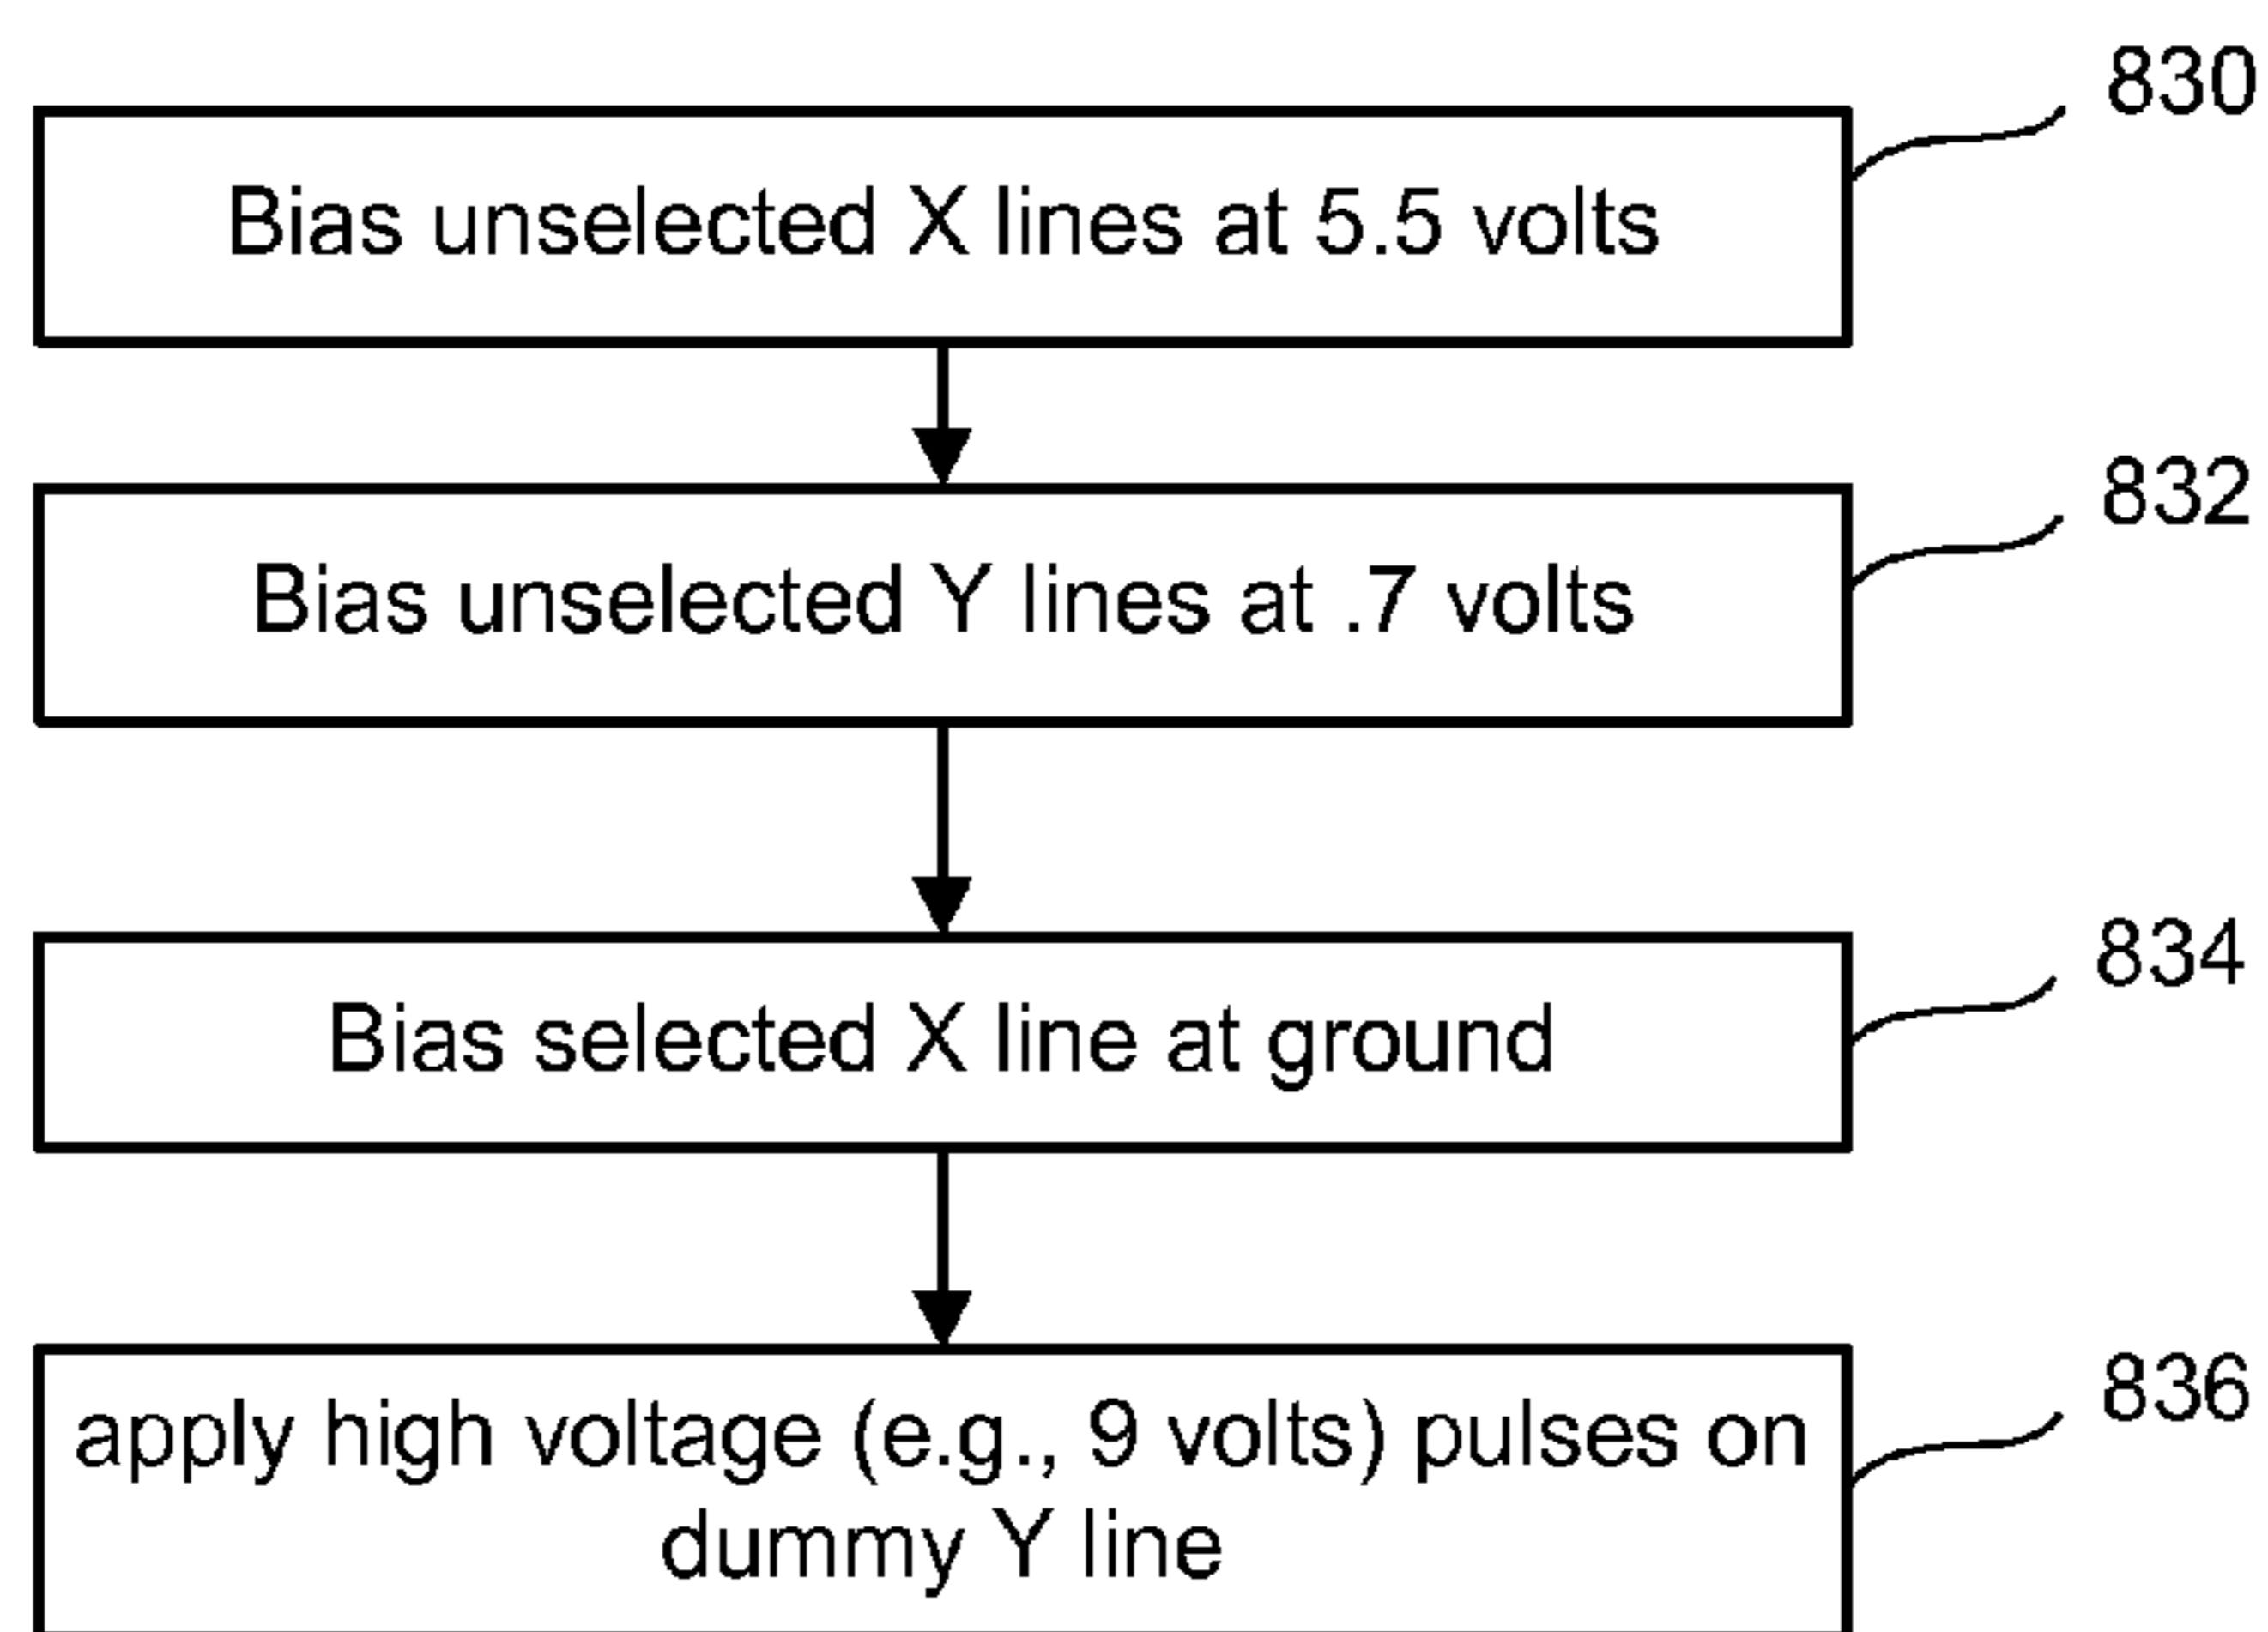 830
Bias unselected X lines at 5.5 volts
832
Bias unselected Y lines at .7 volts
834
Bias selected X line at ground
836
apply high voltage (e.g., 9 volts) pulses on
dummy Y line